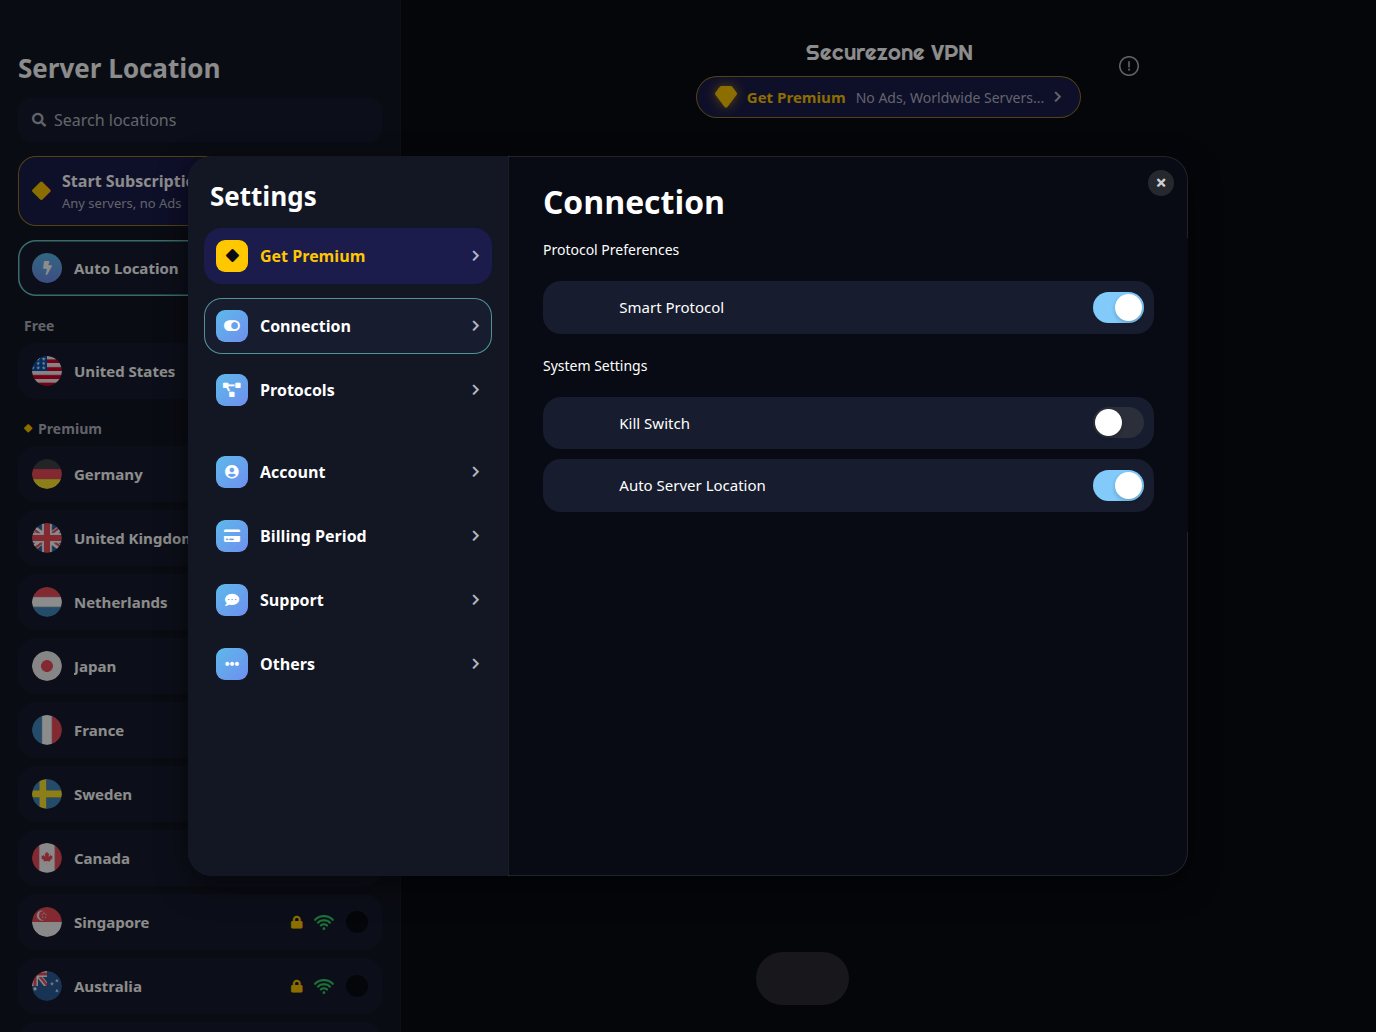 Server Location
Search locations
Start Subscripti
Any servers, no Ads
Auto Location
Free
United States
Premium
Germany
United Kingdom
Netherlands
Japan
France
Sweden
Canada
Singapore
Australia
Securezone VPN
Get Premium No Ads, Worldwide Servers...
Settings
Get Premium
Connection
Protocols
Account
Billing Period
Support
Others
Connection
Protocol Preferences
Smart Protocol
System Settings
Kill Switch
Auto Server Location